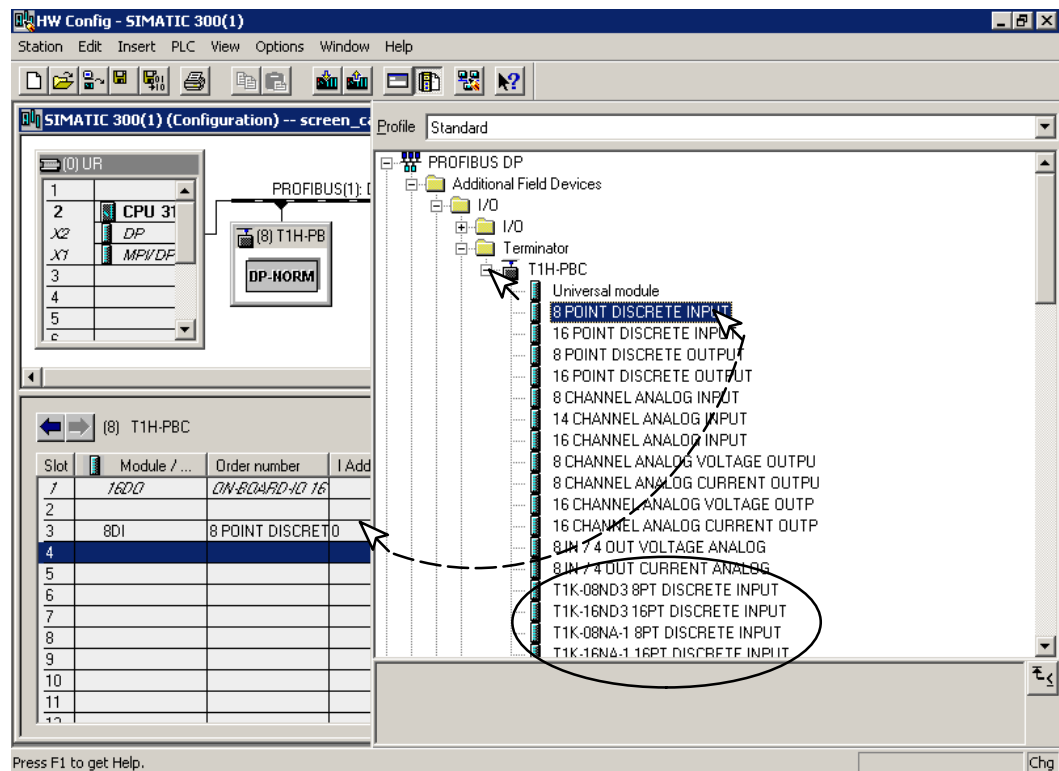 HW Config - SIMATIC 300(1)
Station Edit Insert PLC View Options Window Help
SIMATIC 300(1) (Configuration) -- screen_ca
(0) UR
1
2 CPU 31
X2 DP
X1 MPI/DP
3
4
5
PROFIBUS(1): D
(8) T1H-PB
DP-NORM
(8) T1H-PBC
Slot Module / ... Order number I Add
1 16DO ON-BOARD-IO 16
2
3 8DI 8 POINT DISCRET 0
4
5
6
7
8
9
10
11
12
Profile Standard
PROFIBUS DP
Additional Field Devices
I/O
I/O
Terminator
T1H-PBC
Universal module
8 POINT DISCRETE INPUT
16 POINT DISCRETE INPUT
8 POINT DISCRETE OUTPUT
16 POINT DISCRETE OUTPUT
8 CHANNEL ANALOG INPUT
14 CHANNEL ANALOG INPUT
16 CHANNEL ANALOG INPUT
8 CHANNEL ANALOG VOLTAGE OUTPU
8 CHANNEL ANALOG CURRENT OUTPU
16 CHANNEL ANALOG VOLTAGE OUTP
16 CHANNEL ANALOG CURRENT OUTP
8 IN / 4 OUT VOLTAGE ANALOG
8 IN / 4 OUT CURRENT ANALOG
T1K-08ND3 8PT DISCRETE INPUT
T1K-16ND3 16PT DISCRETE INPUT
T1K-08NA-1 8PT DISCRETE INPUT
T1K-16NA-1 16PT DISCRETE INPUT
Press F1 to get Help.
Chg